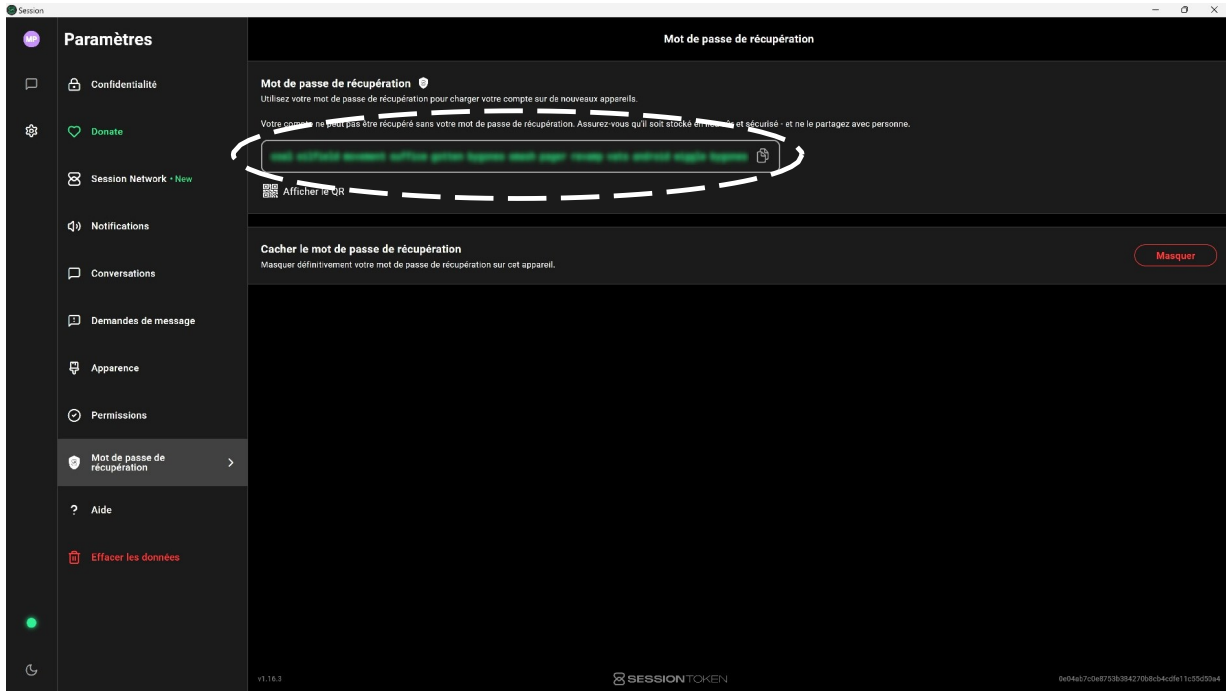 Session
MP
Paramètres
Mot de passe de récupération
Confidentialité
Donate
Session Network • New
Notifications
Conversations
Demandes de message
Apparence
Permissions
Mot de passe de
récupération
Aide
Effacer les données
Mot de passe de récupération
Utilisez votre mot de passe de récupération pour charger votre compte sur de nouveaux appareils.
Votre compte ne peut pas être récupéré sans votre mot de passe de récupération. Assurez-vous qu'il soit stocké en et sécurisé - et ne le partagez avec personne.
Afficher le QR
Cacher le mot de passe de récupération
Masquer définitivement votre mot de passe de récupération sur cet appareil.
Masquer
v1.16.3
SESSIONTOKEN